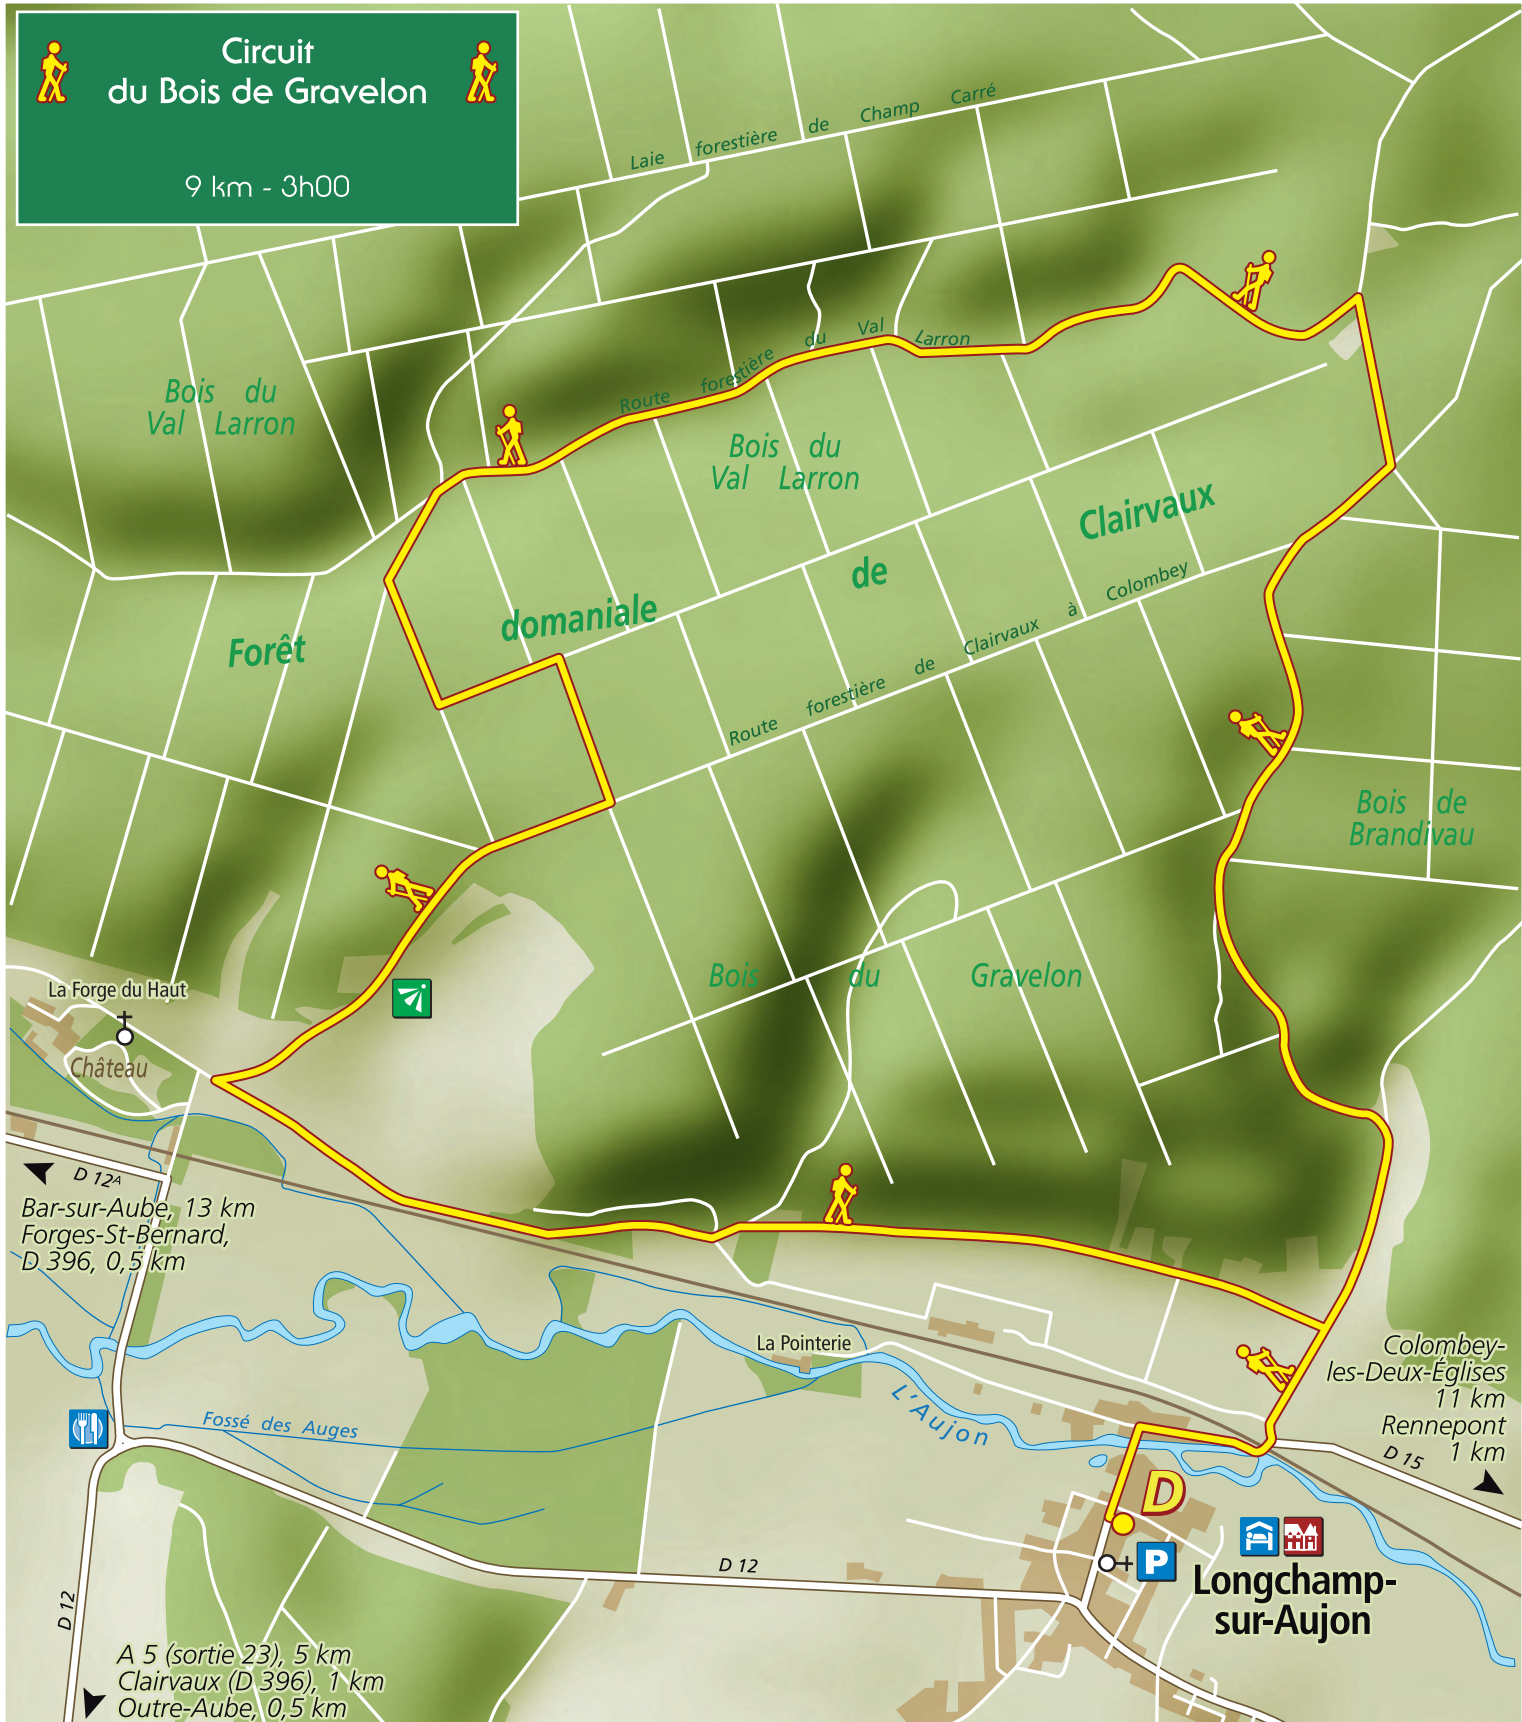 Circuit
du Bois de Gravelon
9 km - 3h00
Laie forestière de Champ Carré
Route forestière du Val Larron
Bois du
Val Larron
Bois du
Val Larron
Forêt domaniale de Clairvaux
Route forestière de Clairvaux à Colombey
Bois de
Brandivau
Bois du Gravelon
La Forge du Haut
Château
D 12A
Bar-sur-Aube, 13 km
Forges-St-Bernard,
D 396, 0,5 km
La Pointerie
L'Aujon
Fossé des Auges
Colombey-
les-Deux-Églises
11 km
Rennepont
1 km
D 15
D
P
Longchamp-
sur-Aujon
D 12
D 12
A 5 (sortie 23), 5 km
Clairvaux (D 396), 1 km
Outre-Aube, 0,5 km